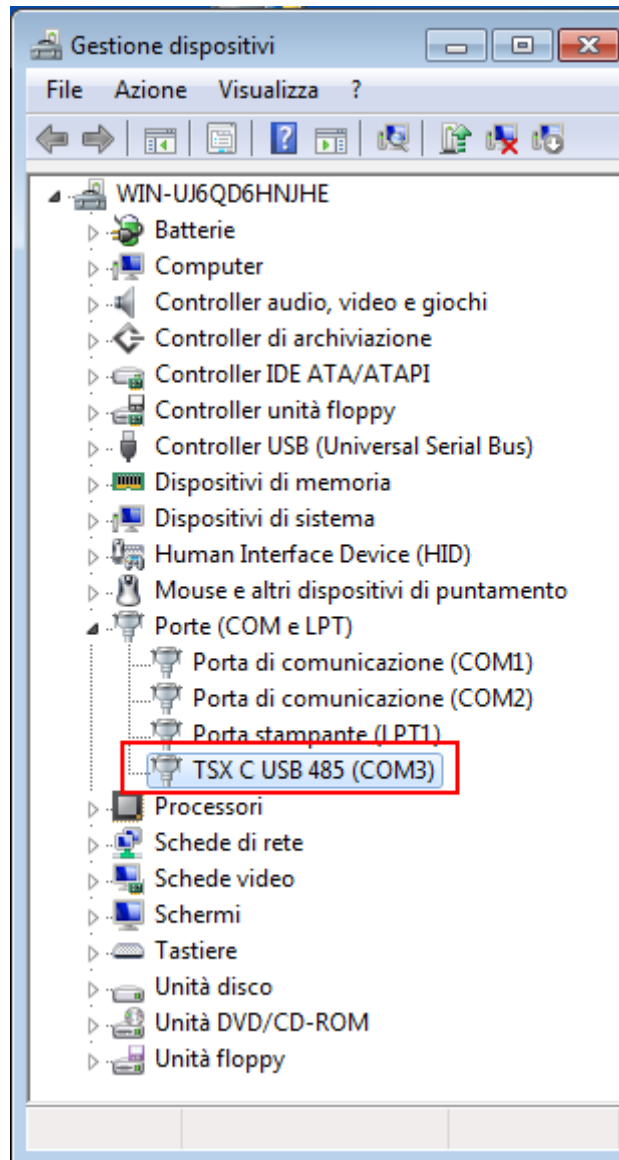 Gestione dispositivi
File Azione Visualizza ?
WIN-UJ6QD6HNJHE
Batterie
Computer
Controller audio, video e giochi
Controller di archiviazione
Controller IDE ATA/ATAPI
Controller unità floppy
Controller USB (Universal Serial Bus)
Dispositivi di memoria
Dispositivi di sistema
Human Interface Device (HID)
Mouse e altri dispositivi di puntamento
Porte (COM e LPT)
Porta di comunicazione (COM1)
Porta di comunicazione (COM2)
Porta stampante (LPT1)
TSX C USB 485 (COM3)
Processori
Schede di rete
Schede video
Schermi
Tastiere
Unità disco
Unità DVD/CD-ROM
Unità floppy